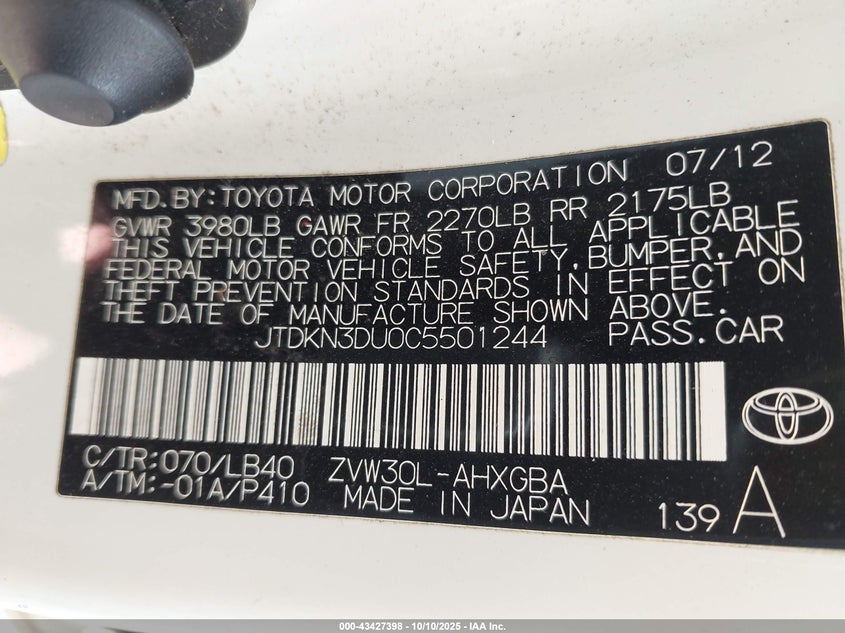 MFD.BY:TOYOTA MOTOR CORPORATION 07/12
GVWR 3980LB GAWR FR 2270LB RR 2175LB
THIS VEHICLE CONFORMS TO ALL APPLICABLE
FEDERAL MOTOR VEHICLE SAFETY,BUMPER,AND
THEFT PREVENTION STANDARDS IN EFFECT ON
THE DATE OF MANUFACTURE SHOWN ABOVE.
JTDKN3DU0C5501244 PASS.CAR
C/TR:070/LB40 ZVW30L-AHXGBA
A/TM:-01A/P410 MADE IN JAPAN 139 A
000-43427398 - 10/10/2025 - IAA Inc.